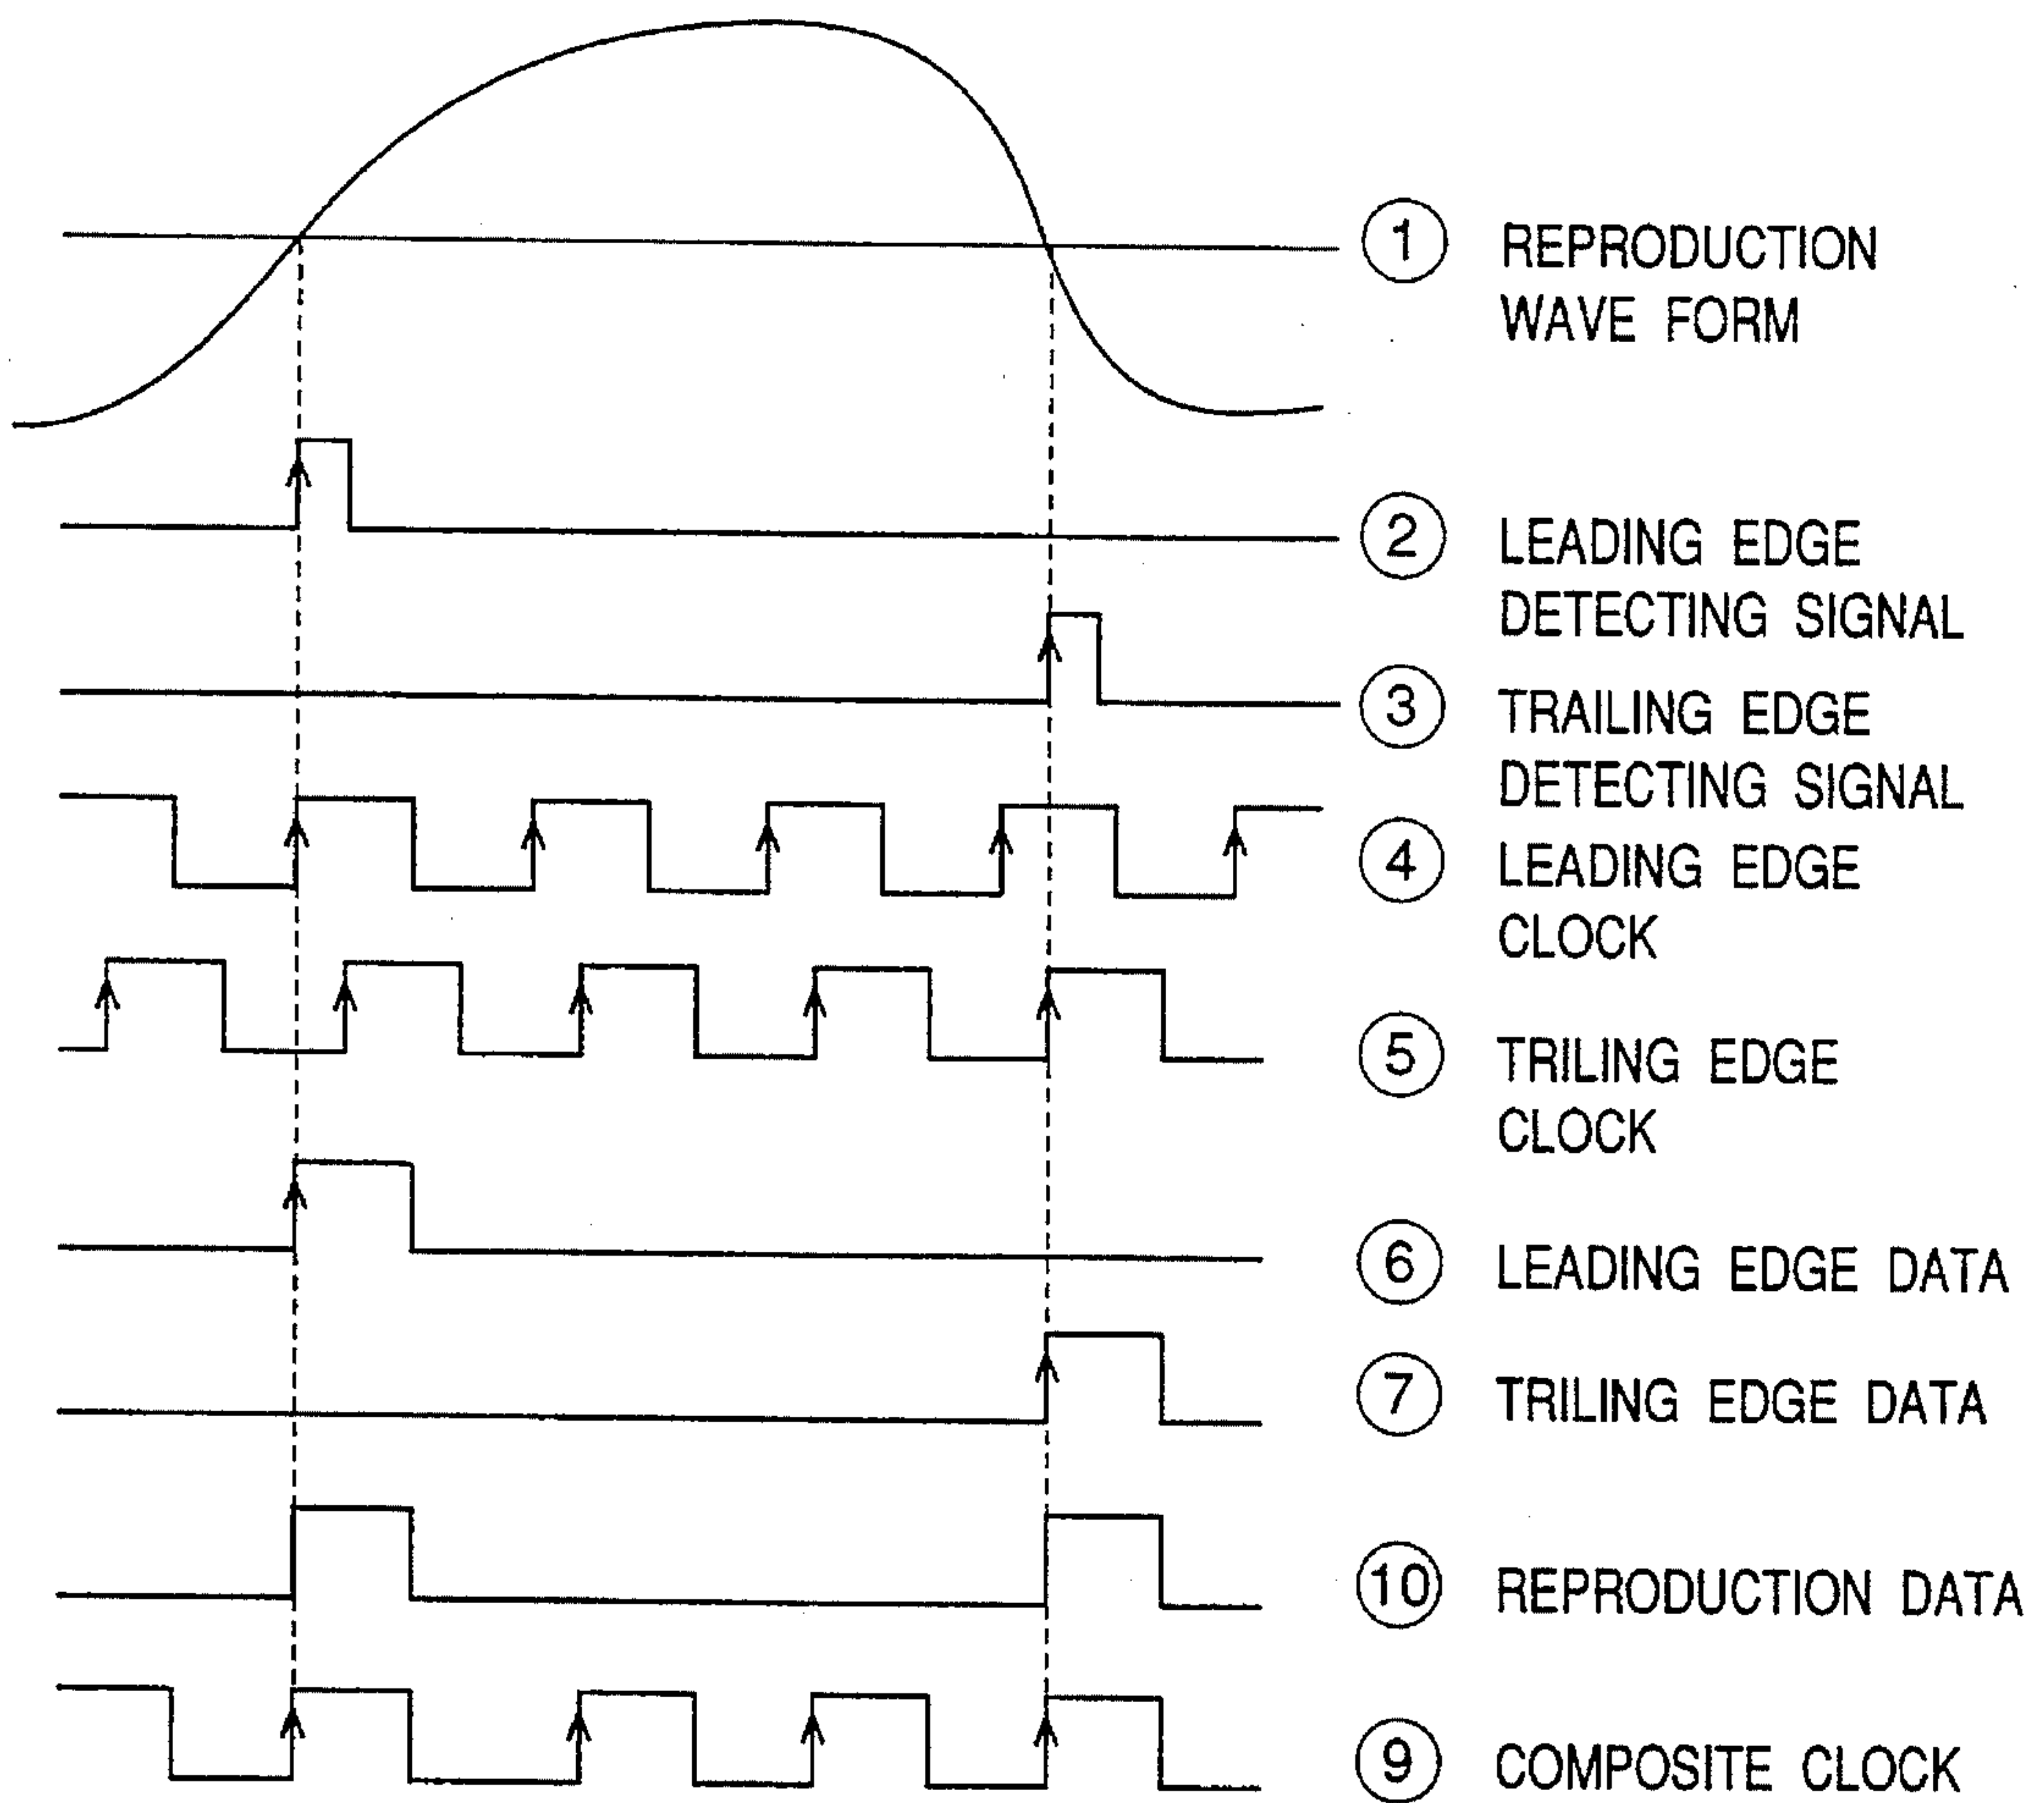 1 REPRODUCTION
WAVE FORM
2 LEADING EDGE
DETECTING SIGNAL
3 TRAILING EDGE
DETECTING SIGNAL
4 LEADING EDGE
CLOCK
5 TRILING EDGE
CLOCK
6 LEADING EDGE DATA
7 TRILING EDGE DATA
10 REPRODUCTION DATA
9 COMPOSITE CLOCK